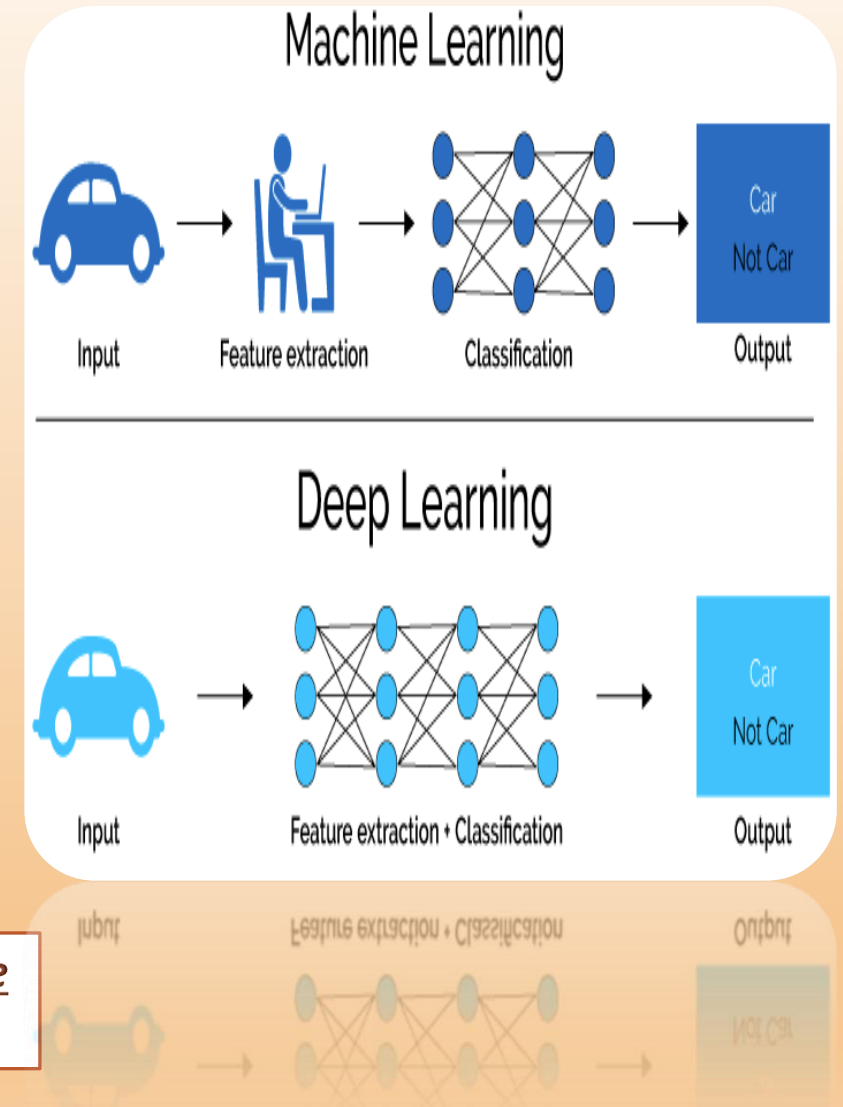 Machine Learning
Car
Not Car
Input
Feature extraction
Classification
Output
Deep Learning
Car
Not Car
Input
Feature extraction + Classification
Output